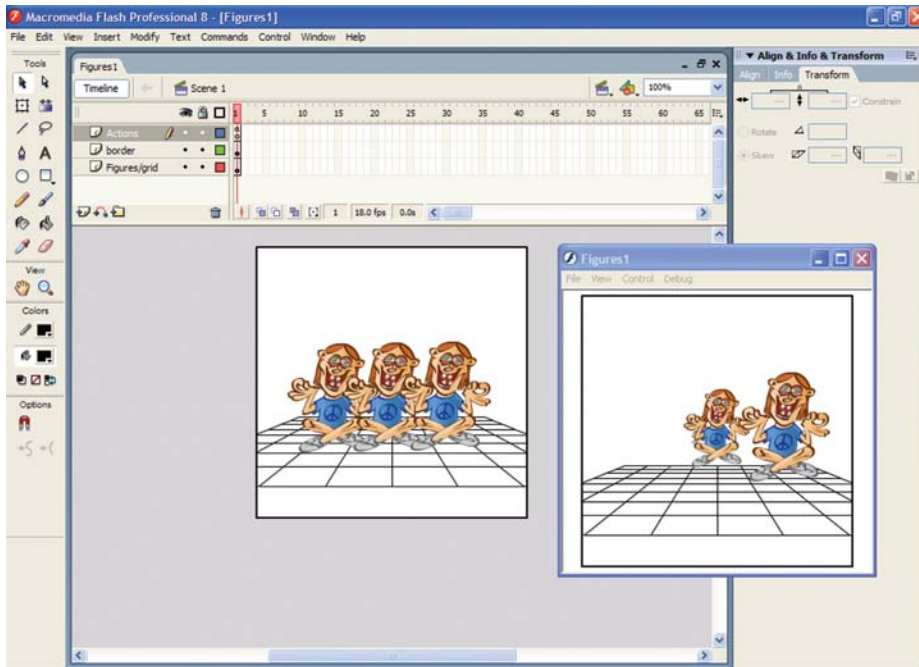 Macromedia Flash Professional 8 - [Figures1]
File Edit View Insert Modify Text Commands Control Window Help
Tools
Figures1
Align & Info & Transform
Timeline Scene 1 100%
Align Info Transform
1 5 10 15 20 25 30 35 40 45 50 55 60 65
Constrain
Actions
border
Figures/grid
Rotate
Skew
1 18.0 fps 0.0s
A
View
Colors
Options
Figures1
File View Control Debug